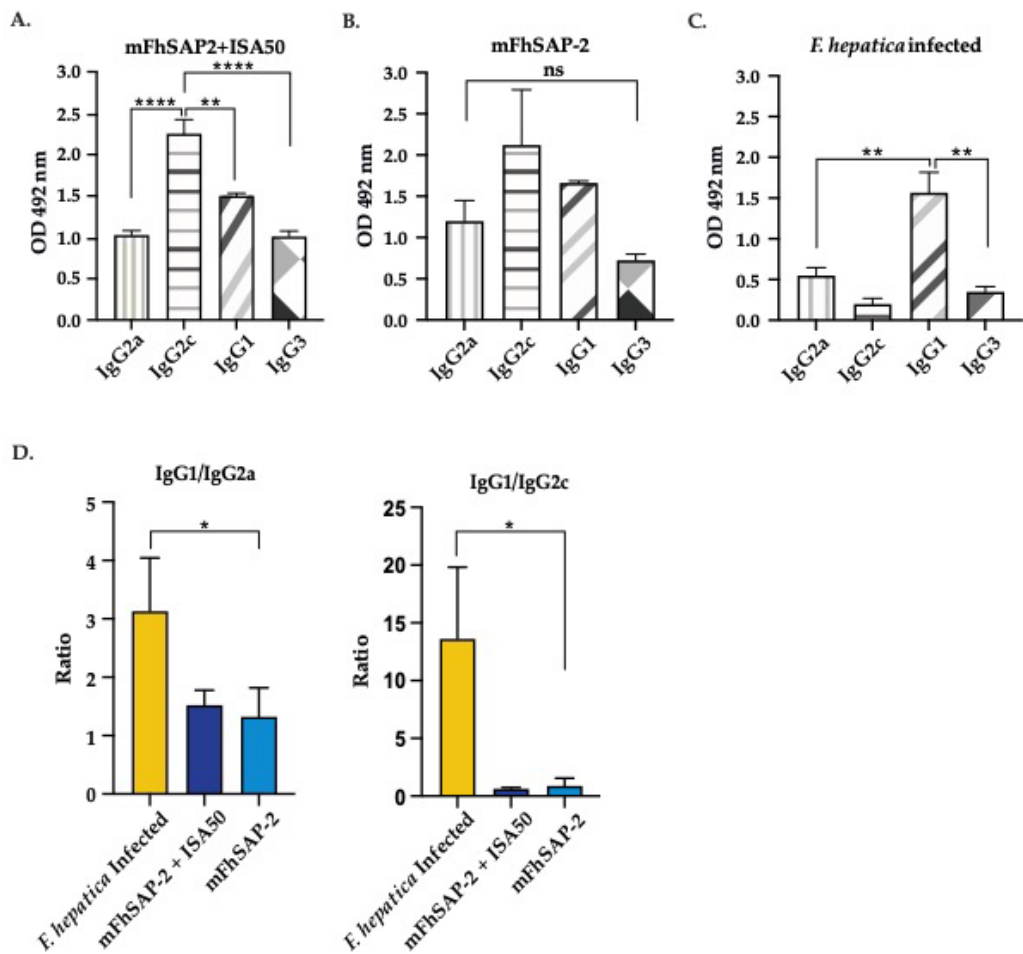 A.
mFhSAP2+ISA50
****
**** **
OD 492 nm
3.0
2.5
2.0
1.5
1.0
0.5
0.0
IgG2a
IgG2c
IgG1
IgG3
B.
mFhSAP-2
ns
OD 492 nm
3.0
2.5
2.0
1.5
1.0
0.5
0.0
IgG2a
IgG2c
IgG1
IgG3
C.
F. hepatica infected
** **
OD 492 nm
3.0
2.5
2.0
1.5
1.0
0.5
0.0
IgG2a
IgG2c
IgG1
IgG3
D.
IgG1/IgG2a
*
Ratio
5
4
3
2
1
0
F. hepatica Infected
mFhSAP-2 + ISA50
mFhSAP-2
IgG1/IgG2c
*
Ratio
25
20
15
10
5
0
F. hepatica Infected
mFhSAP-2 + ISA50
mFhSAP-2